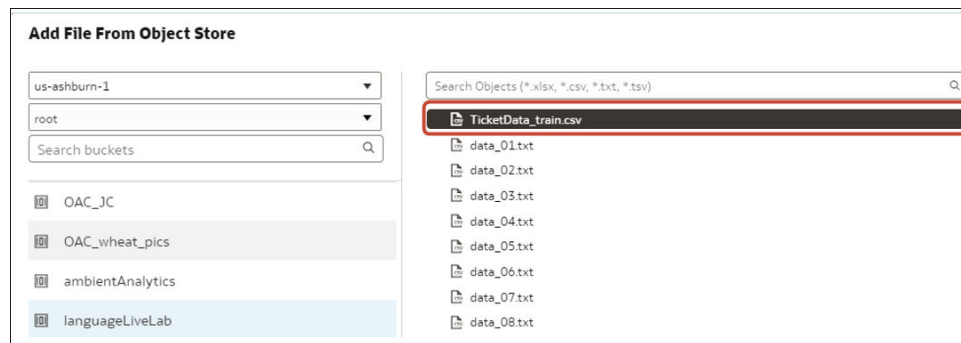 Add File From Object Store
us-ashburn-1
root
Search buckets
OAC_JC
OAC_wheat_pics
ambientAnalytics
languageLiveLab
Search Objects (*.xlsx, *.csv, *.txt, *.tsv)
TicketData_train.csv
data_01.txt
data_02.txt
data_03.txt
data_04.txt
data_05.txt
data_06.txt
data_07.txt
data_08.txt